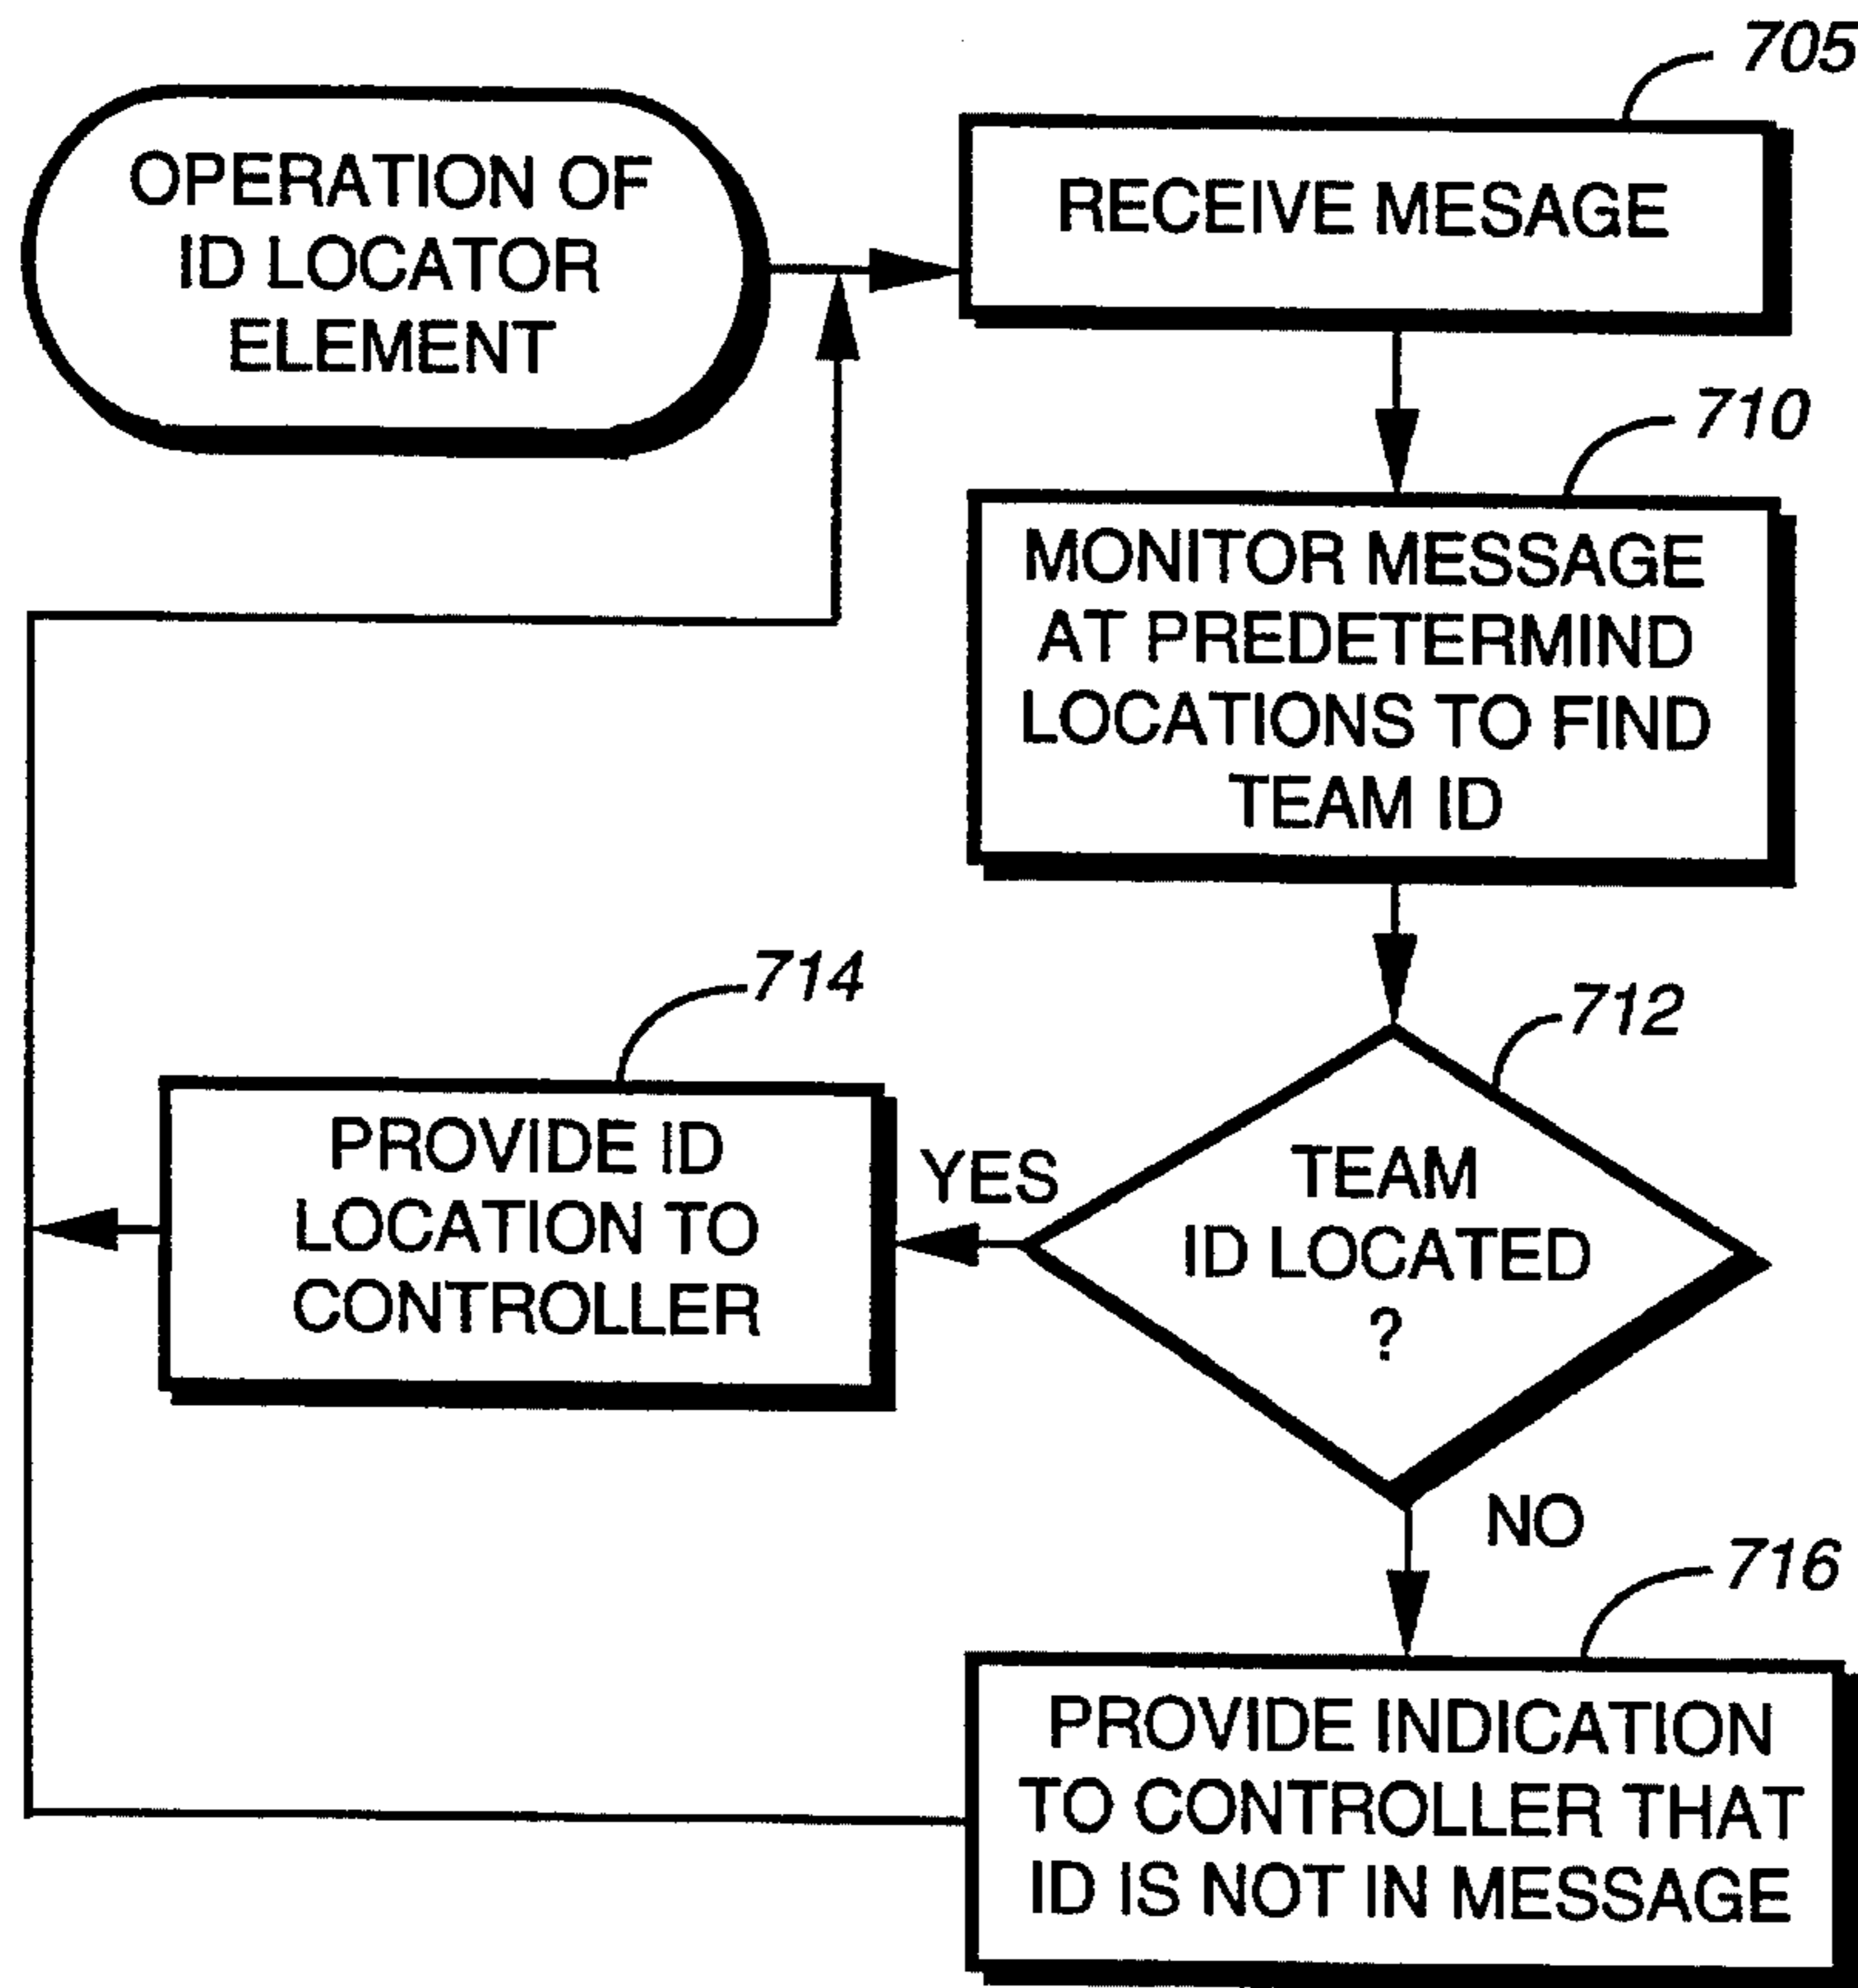 OPERATION OF
ID LOCATOR
ELEMENT
705
RECEIVE MESAGE
710
MONITOR MESSAGE
AT PREDETERMIND
LOCATIONS TO FIND
TEAM ID
712
TEAM
ID LOCATED
?
YES
714
PROVIDE ID
LOCATION TO
CONTROLLER
NO
716
PROVIDE INDICATION
TO CONTROLLER THAT
ID IS NOT IN MESSAGE